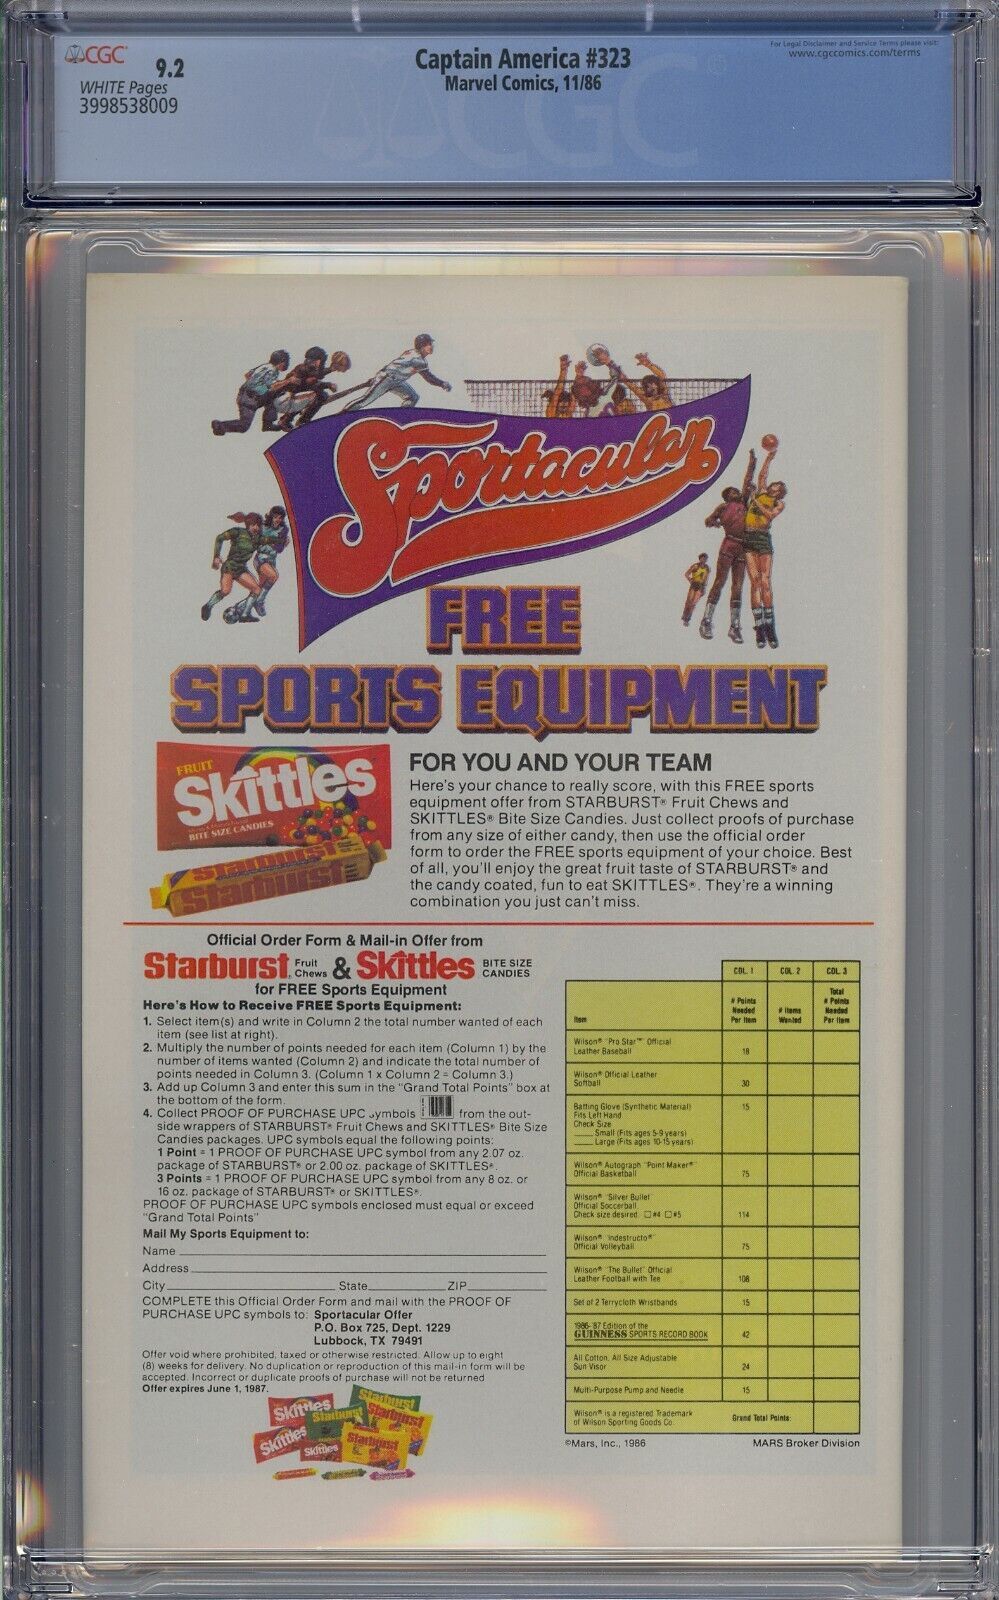 CGC
9.2
WHITE Pages
3998538009
Captain America #323
Marvel Comics, 11/86
For Legal Disclaimer and Service Terms please visit:
www.cgccomics.com/terms
CGC
Sportacular
FREE
SPORTS EQUIPMENT
FRUIT
Skittles
BITE SIZE CANDIES
Starburst
Starburst
FOR YOU AND YOUR TEAM
Here's your chance to really score, with this FREE sports
equipment offer from STARBURST® Fruit Chews and
SKITTLES® Bite Size Candies. Just collect proofs of purchase
from any size of either candy, then use the official order
form to order the FREE sports equipment of your choice. Best
of all, you'll enjoy the great fruit taste of STARBURST® and
the candy coated, fun to eat SKITTLES®. They're a winning
combination you just can't miss.
Official Order Form & Mail-in Offer from
Starburst® Fruit Chews & Skittles BITE SIZE CANDIES
for FREE Sports Equipment
Here's How to Receive FREE Sports Equipment:
1. Select item(s) and write in Column 2 the total number wanted of each
item (see list at right).
2. Multiply the number of points needed for each item (Column 1) by the
number of items wanted (Column 2) and indicate the total number of
points needed in Column 3. (Column 1 x Column 2 = Column 3.)
3. Add up Column 3 and enter this sum in the "Grand Total Points" box at
the bottom of the form.
4. Collect PROOF OF PURCHASE UPC symbols from the out-
side wrappers of STARBURST® Fruit Chews and SKITTLES® Bite Size
Candies packages. UPC symbols equal the following points:
1 Point = 1 PROOF OF PURCHASE UPC symbol from any 2.07 oz.
package of STARBURST® or 2.00 oz. package of SKITTLES®.
3 Points = 1 PROOF OF PURCHASE UPC symbol from any 8 oz. or
16 oz. package of STARBURST® or SKITTLES®.
PROOF OF PURCHASE UPC symbols enclosed must equal or exceed
"Grand Total Points"
Mail My Sports Equipment to:
Name
Address
City State ZIP
COMPLETE this Official Order Form and mail with the PROOF OF
PURCHASE UPC symbols to: Sportacular Offer
P.O. Box 725, Dept. 1229
Lubbock, TX 79491
Offer void where prohibited, taxed or otherwise restricted. Allow up to eight
(8) weeks for delivery. No duplication or reproduction of this mail-in form will be
accepted. Incorrect or duplicate proofs of purchase will not be returned
Offer expires June 1, 1987.
Skittles
Starburst
Starburst
Starburst
Skittles
Skittles
Starburst
COL. 1 COL. 2 COL. 3
Item # Points Needed Per Item # Items Wanted Total # Points Needed Per Item
Wilson® "Pro Star"™ Official
Leather Baseball 18
Wilson® Official Leather
Softball 30
Batting Glove (Synthetic Material) 15
Fits Left Hand
Check Size
Small (Fits ages 5-9 years)
Large (Fits ages 10-15 years)
Wilson® Autograph "Point Maker®"
Official Basketball 75
Wilson® "Silver Bullet"
Official Soccerball
Check size desired. □ #4 □ #5 114
Wilson® "Indestructo®"
Official Volleyball 75
Wilson® "The Bullet" Official
Leather Football with Tee 108
Set of 2 Terrycloth Wristbands 15
1986-'87 Edition of the
GUINNESS SPORTS RECORD BOOK 42
All Cotton, All Size Adjustable
Sun Visor 24
Multi-Purpose Pump and Needle 15
Wilson® is a registered Trademark
of Wilson Sporting Goods Co. Grand Total Points:
©Mars, Inc., 1986 MARS Broker Division